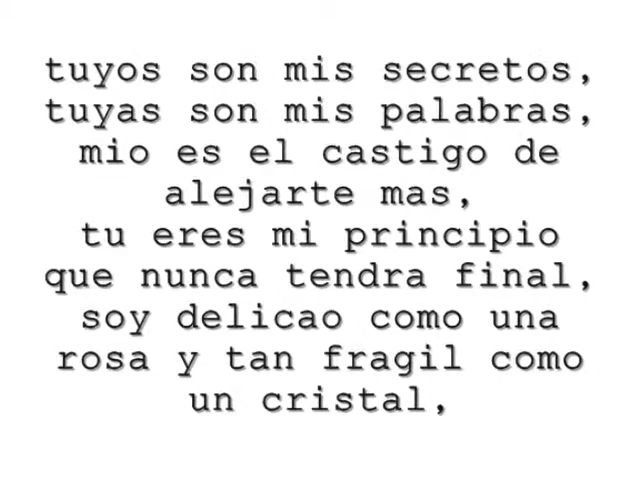 tuyos son mis secretos,
tuyas son mis palabras,
mio es el castigo de
alejarte mas,
tu eres mi principio
que nunca tendra final,
soy delicao como una
rosa y tan fragil como
un cristal,